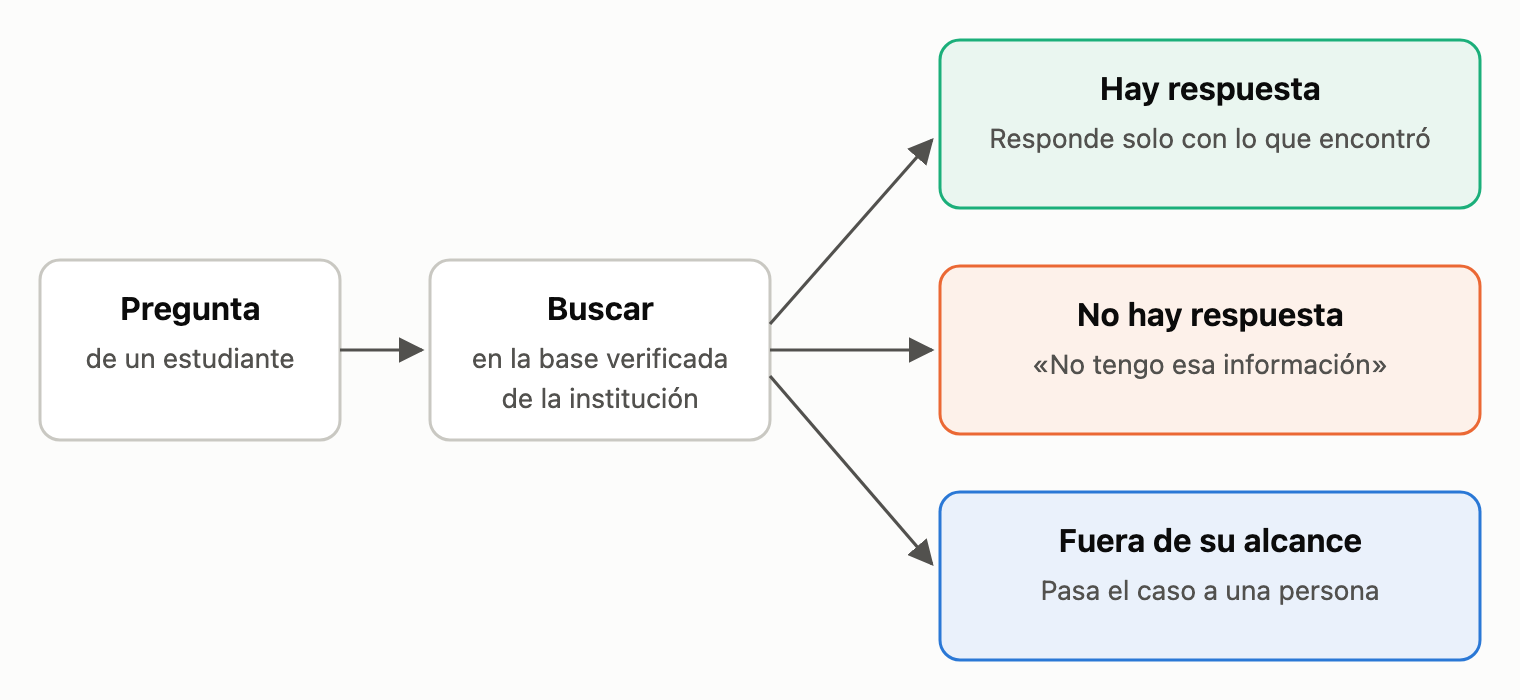 Pregunta
de un estudiante
Buscar
en la base verificada
de la institución
Hay respuesta
Responde solo con lo que encontró
No hay respuesta
«No tengo esa información»
Fuera de su alcance
Pasa el caso a una persona